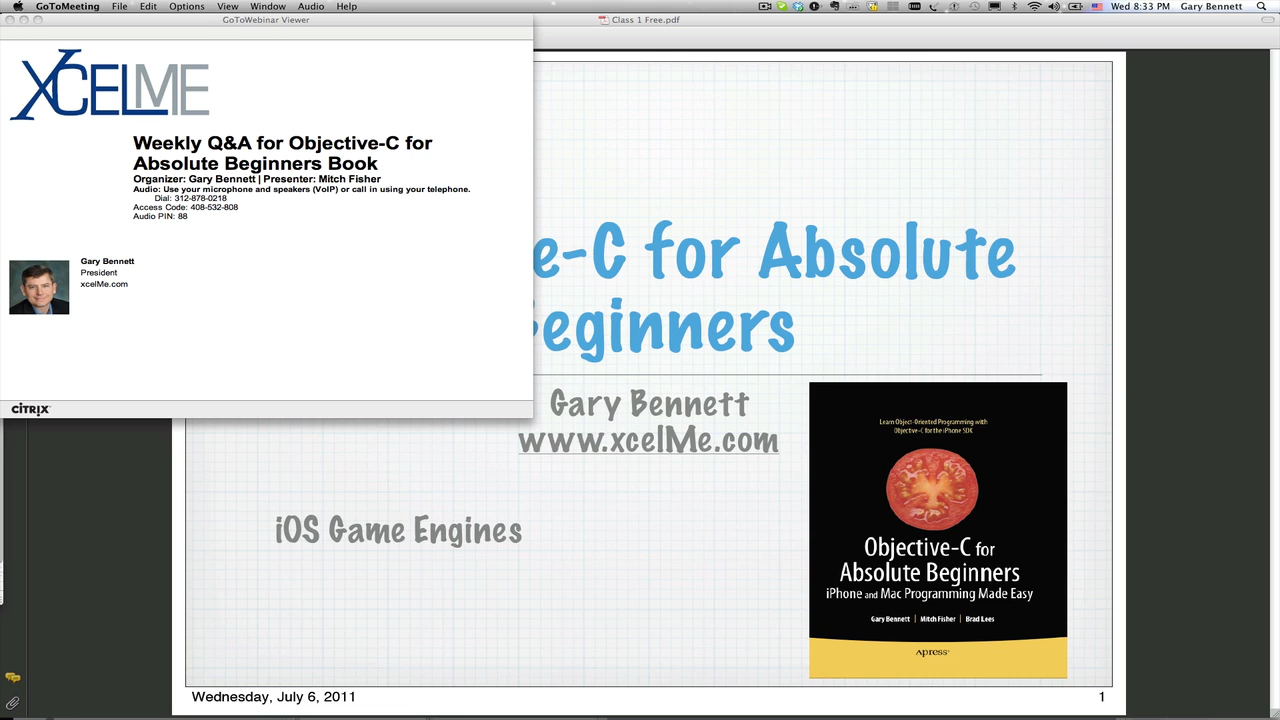 GoToMeeting File Edit Options View Window Audio Help Wed 8:33 PM Gary Bennett
GoToWebinar Viewer
Class 1 Free.pdf
XCELME
Weekly Q&A for Objective-C for
Absolute Beginners Book
Organizer: Gary Bennett | Presenter: Mitch Fisher
Audio: Use your microphone and speakers (VoIP) or call in using your telephone.
Dial: 312-878-0218
Access Code: 408-532-808
Audio PIN: 88
Gary Bennett
President
xcelMe.com
CITRIX
e-C for Absolute
Beginners
Gary Bennett
www.xcelMe.com
iOS Game Engines
Learn Object-Oriented Programming with
Objective-C for the iPhone SDK
Objective-C for
Absolute Beginners
iPhone and Mac Programming Made Easy
Gary Bennett | Mitch Fisher | Brad Lees
Apress®
Wednesday, July 6, 2011
1